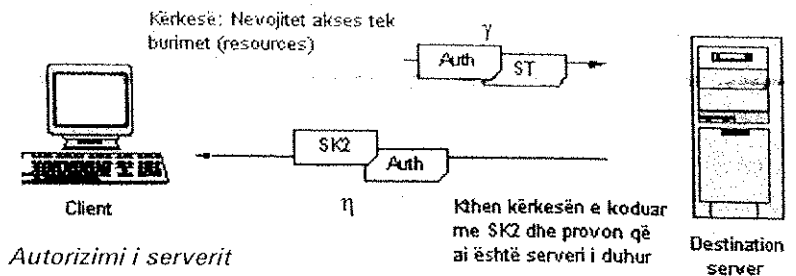 Kërkesë: Nevojitet akses tek
burimet (resources)
γ
Auth
ST
SK2
Auth
η
Client
Kthen kërkesën e koduar
me SK2 dhe provon që
ai është serveri i duhur
Destination
server
Autorizimi i serverit